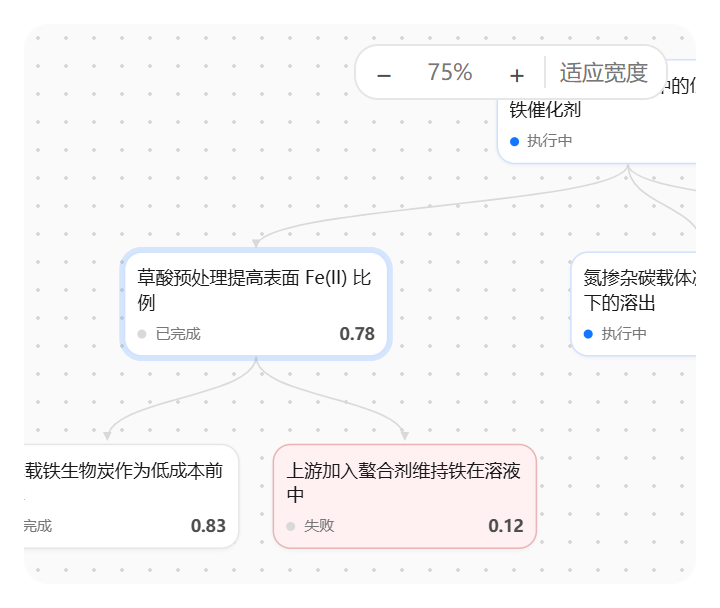 − 75% + 适应宽度
中的低
铁催化剂
执行中
草酸预处理提高表面 Fe(II) 比
例
已完成 0.78
氮掺杂碳载体
下的溶出
执行中
载铁生物炭作为低成本前
完成 0.83
上游加入螯合剂维持铁在溶液
中
失败 0.12